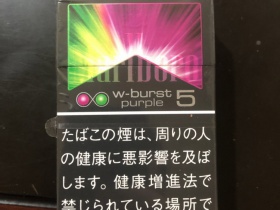 Marlboro
w-burst
purple 5
たばこの煙は、周りの人
の健康に悪影響を及ぼ
します。健康増進法で
禁じられている場所で